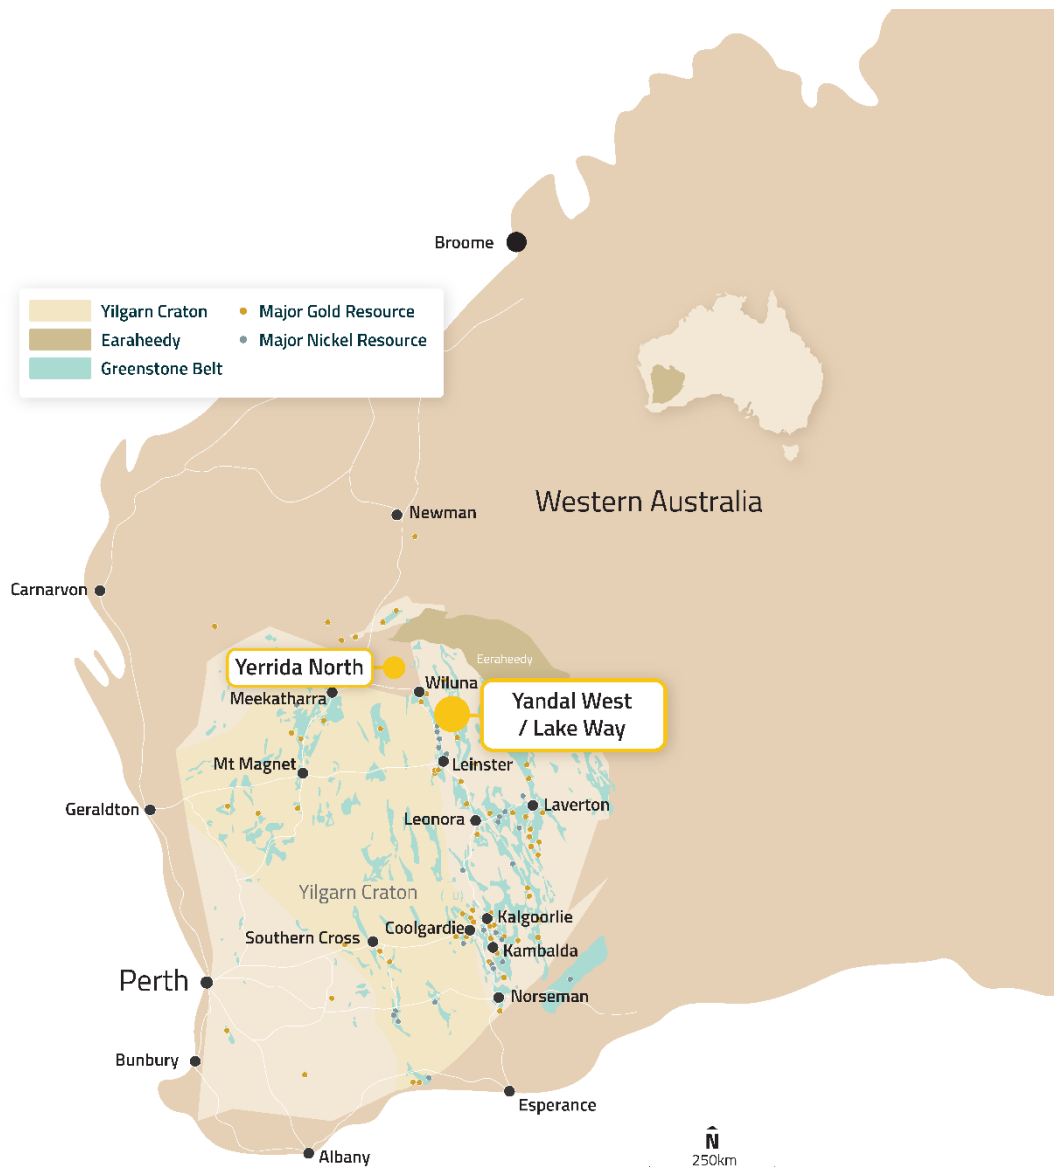 Broome
Yilgarn Craton
Major Gold Resource
Earaheedy
Major Nickel Resource
Greenstone Belt
Western Australia
Newman
Carnarvon
Eeraheedy
Yerrida North
Wiluna
Meekatharra
Yandal West
/ Lake Way
Mt Magnet
Leinster
Geraldton
Laverton
Leonora
Yilgarn Craton
Kalgoorlie
Coolgardie
Southern Cross
Kambalda
Perth
Norseman
Bunbury
Esperance
Albany
N
250km